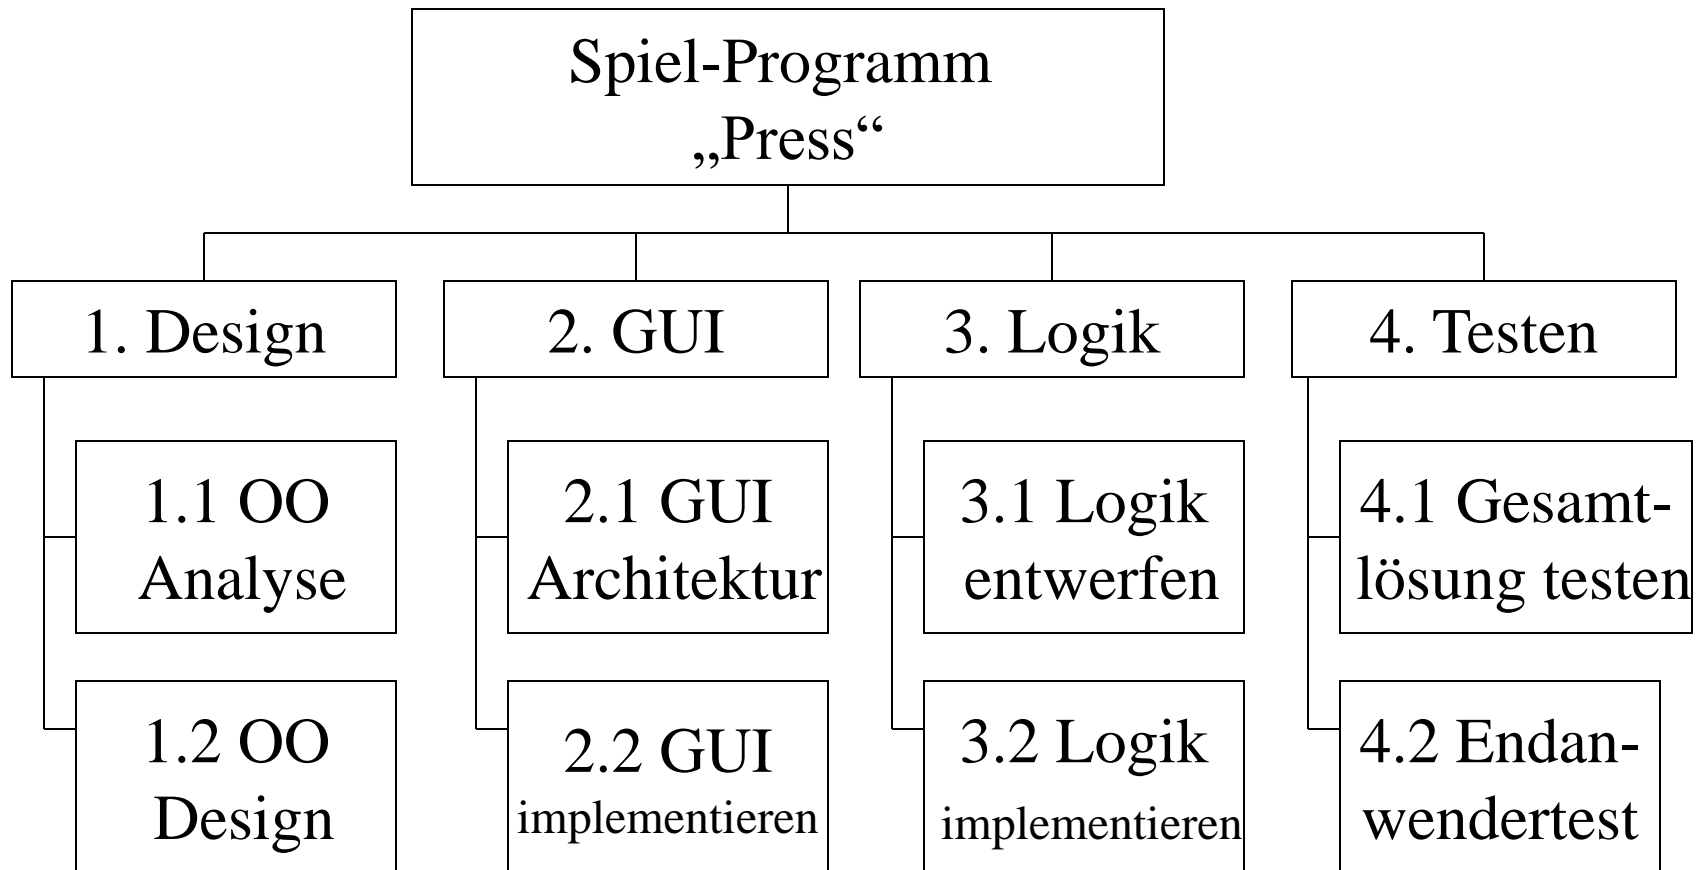 Spiel-Programm
„Press“
1. Design
2. GUI
3. Logik
4. Testen
1.1 OO
Analyse
2.1 GUI
Architektur
3.1 Logik
entwerfen
4.1 Gesamt-
lösung testen
1.2 OO
Design
2.2 GUI
implementieren
3.2 Logik
implementieren
4.2 Endan-
wendertest